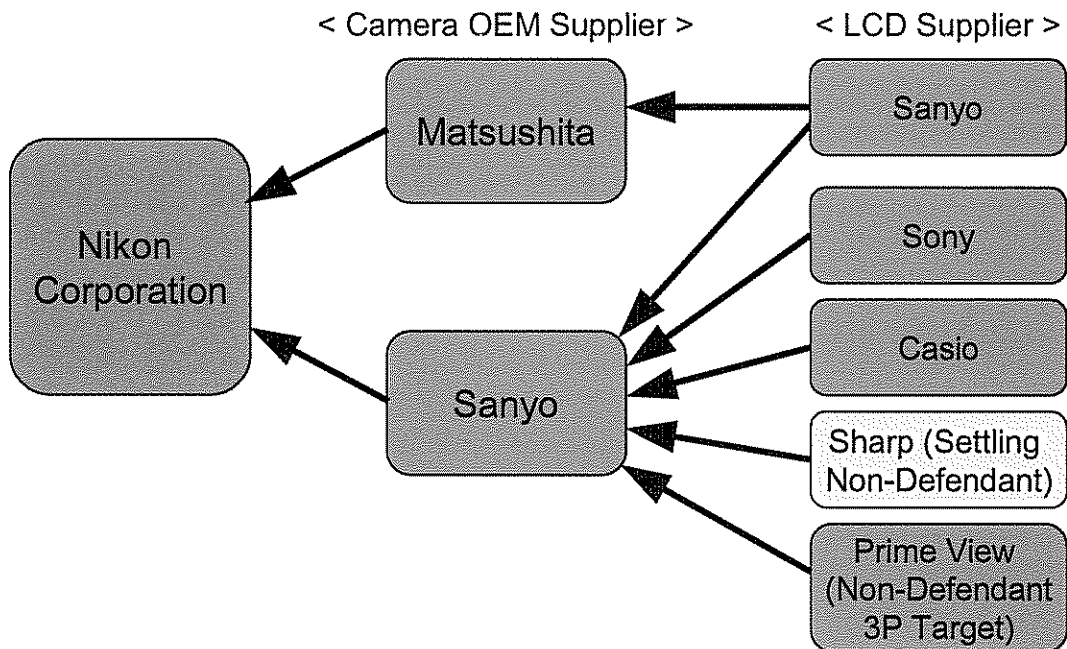 < Camera OEM Supplier >
< LCD Supplier >
Nikon
Corporation
Matsushita
Sanyo
Sanyo
Sony
Casio
Sharp (Settling
Non-Defendant)
Prime View
(Non-Defendant
3P Target)